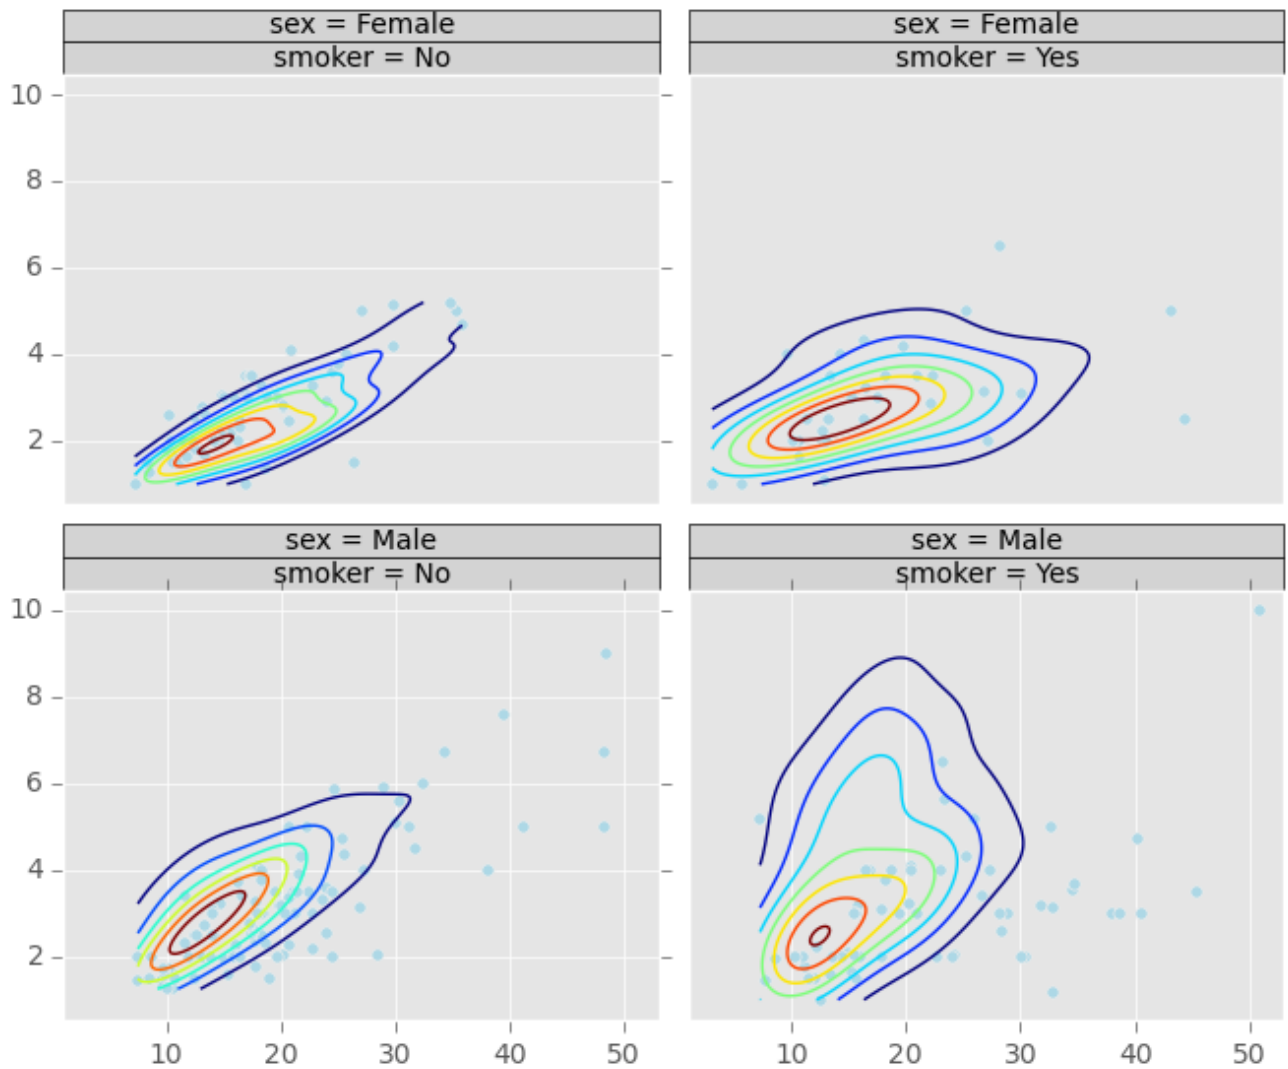 sex = Female
smoker = No
sex = Female
smoker = Yes
10
8
6
4
2
sex = Male
smoker = No
sex = Male
smoker = Yes
10
8
6
4
2
10 20 30 40 50
10 20 30 40 50